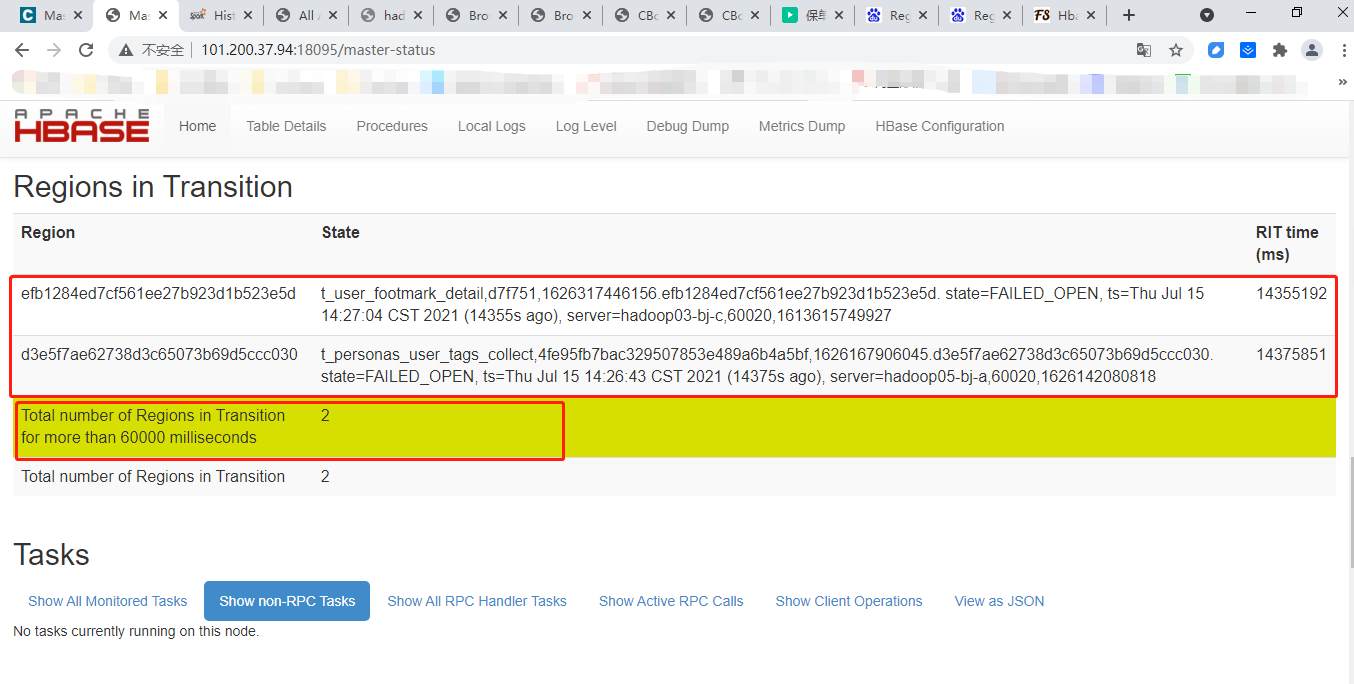 Mas
Mas
Hist
All A
had
Bro
Bro
CBo
CBo
保单
Reg
Reg
Hba
不安全 101.200.37.94:18095/master-status
APACHE
HBASE
Home Table Details Procedures Local Logs Log Level Debug Dump Metrics Dump HBase Configuration
Regions in Transition
Region State RIT time
(ms)
efb1284ed7cf561ee27b923d1b523e5d t_user_footmark_detail,d7f751,1626317446156.efb1284ed7cf561ee27b923d1b523e5d. state=FAILED_OPEN, ts=Thu Jul 15 14355192
14:27:04 CST 2021 (14355s ago), server=hadoop03-bj-c,60020,1613615749927
d3e5f7ae62738d3c65073b69d5ccc030 t_personas_user_tags_collect,4fe95fb7bac329507853e489a6b4a5bf,1626167906045.d3e5f7ae62738d3c65073b69d5ccc030. 14375851
state=FAILED_OPEN, ts=Thu Jul 15 14:26:43 CST 2021 (14375s ago), server=hadoop05-bj-a,60020,1626142080818
Total number of Regions in Transition 2
for more than 60000 milliseconds
Total number of Regions in Transition 2
Tasks
Show All Monitored Tasks Show non-RPC Tasks Show All RPC Handler Tasks Show Active RPC Calls Show Client Operations View as JSON
No tasks currently running on this node.